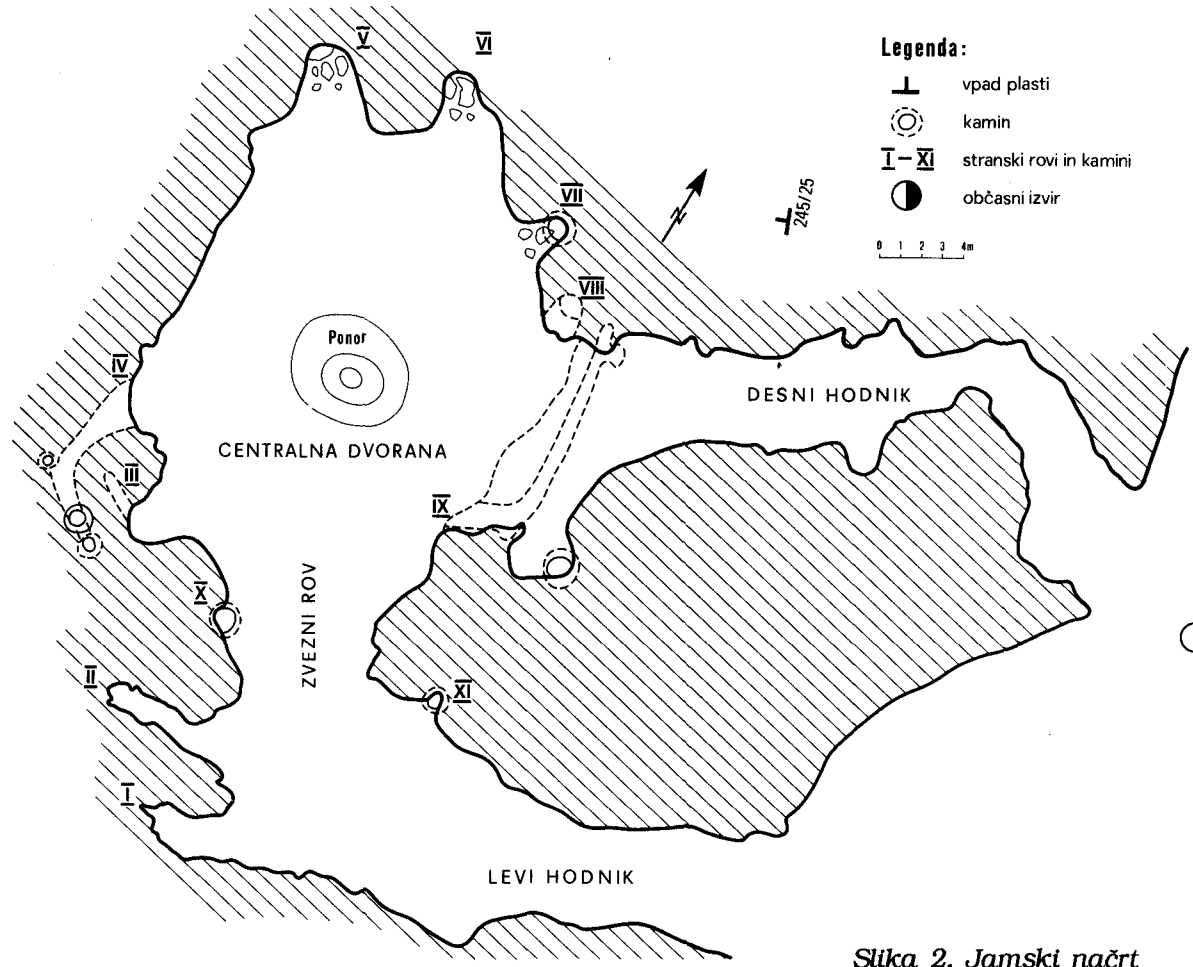 V
VI
Legenda:
vpad plasti
kamin
I – XI stranski rovi in kamini
občasni izvir
0 1 2 3 4m
N
245/25
VII
VIII
Ponor
IV
DESNI HODNIK
CENTRALNA DVORANA
III
IX
X
ZVEZNI ROV
II
XI
I
LEVI HODNIK
Slika 2. Jamski načrt